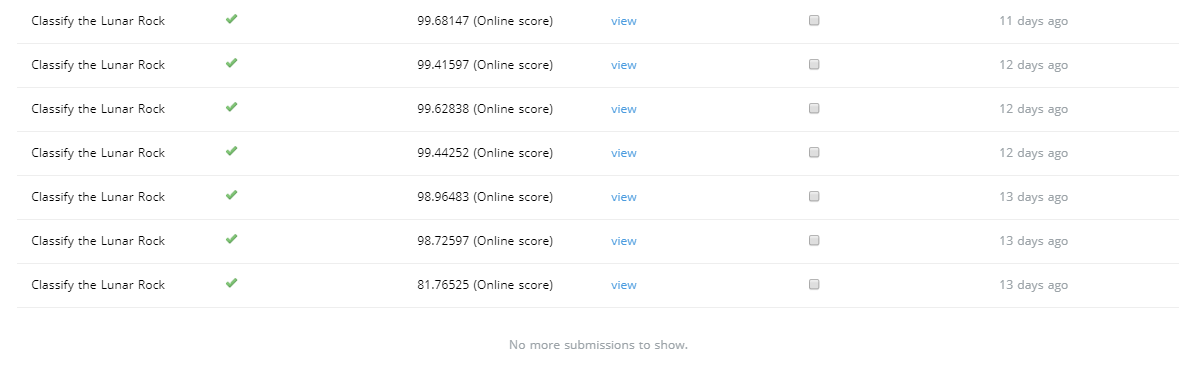 Classify the Lunar Rock 99.68147 (Online score) view 11 days ago
Classify the Lunar Rock 99.41597 (Online score) view 12 days ago
Classify the Lunar Rock 99.62838 (Online score) view 12 days ago
Classify the Lunar Rock 99.44252 (Online score) view 12 days ago
Classify the Lunar Rock 98.96483 (Online score) view 13 days ago
Classify the Lunar Rock 98.72597 (Online score) view 13 days ago
Classify the Lunar Rock 81.76525 (Online score) view 13 days ago
No more submissions to show.